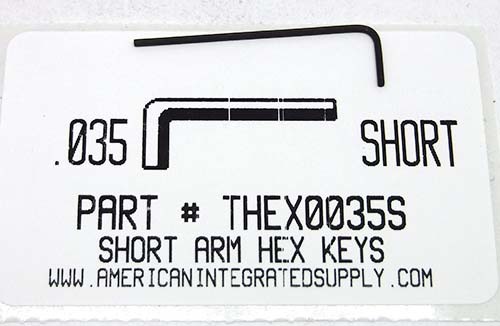 .035 SHORT
PART # THEX0035S
SHORT ARM HEX KEYS
WWW.AMERICANINTEGRATEDSUPPLY.COM